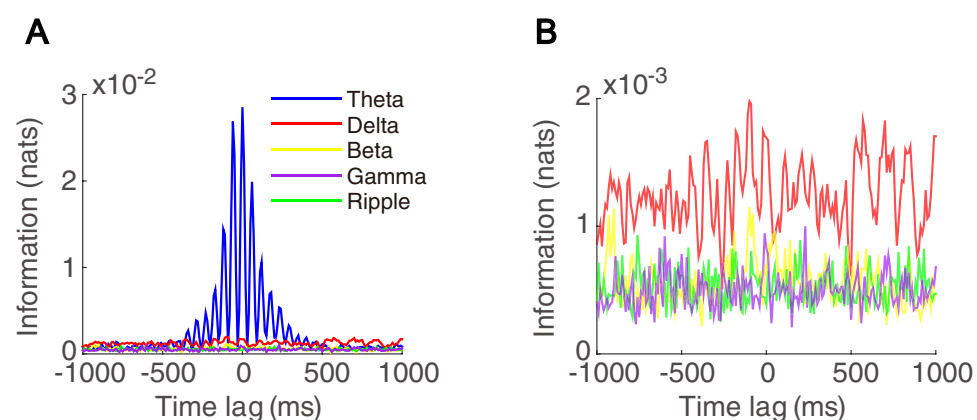 A
x10-2
3
2
1
0
Information (nats)
-1000 -500 0 500 1000
Time lag (ms)
Theta
Delta
Beta
Gamma
Ripple
B
x10-3
2
1
0
Information (nats)
-1000 -500 0 500 1000
Time lag (ms)